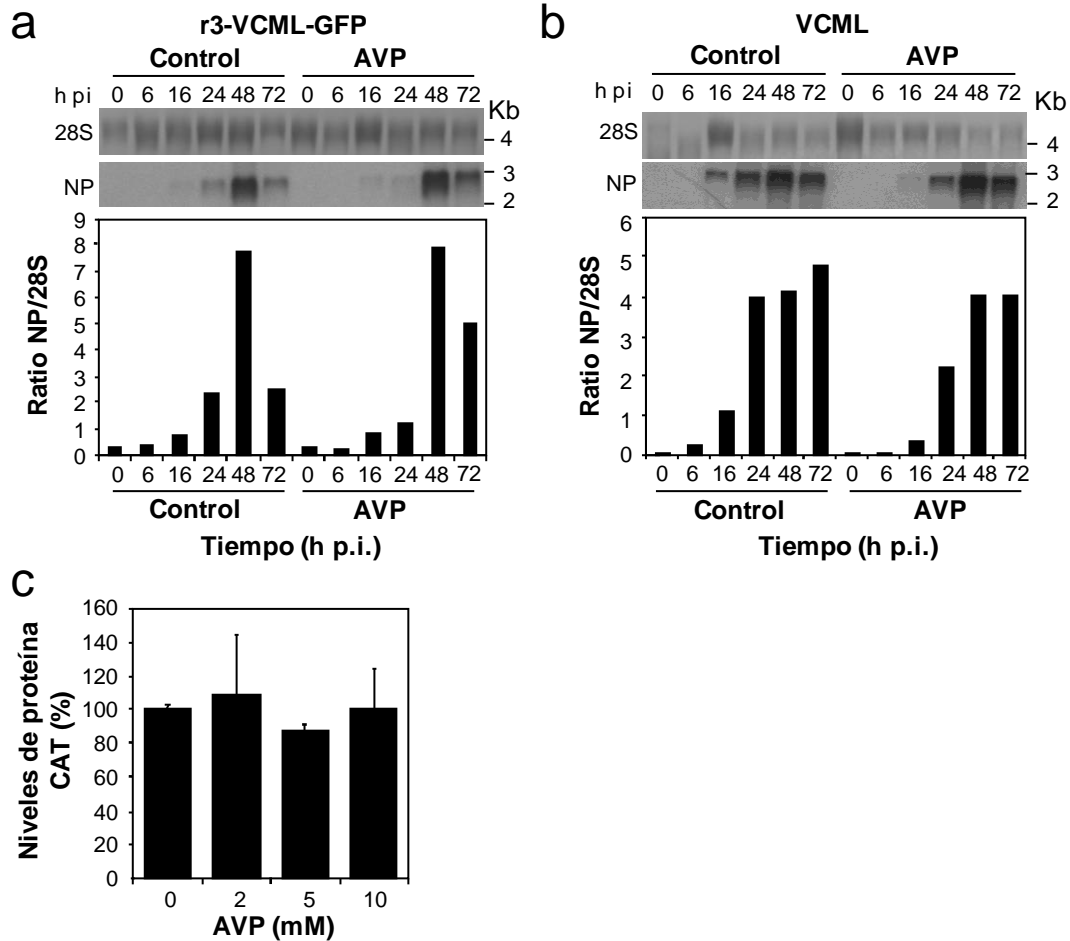 a
r3-VCML-GFP
Control AVP
h pi 0 6 16 24 48 72 0 6 16 24 48 72 Kb
28S
4
NP
3
2
9
8
7
6
5
4
3
2
1
0
Ratio NP/28S
0 6 16 24 48 72 0 6 16 24 48 72
Control AVP
Tiempo (h p.i.)
b
VCML
Control AVP
h pi 0 6 16 24 48 72 0 6 16 24 48 72 Kb
28S
4
NP
3
2
6
5
4
3
2
1
0
Ratio NP/28S
0 6 16 24 48 72 0 6 16 24 48 72
Control AVP
Tiempo (h p.i.)
c
160
140
120
100
80
60
40
20
0
Niveles de proteína
CAT (%)
0 2 5 10
AVP (mM)